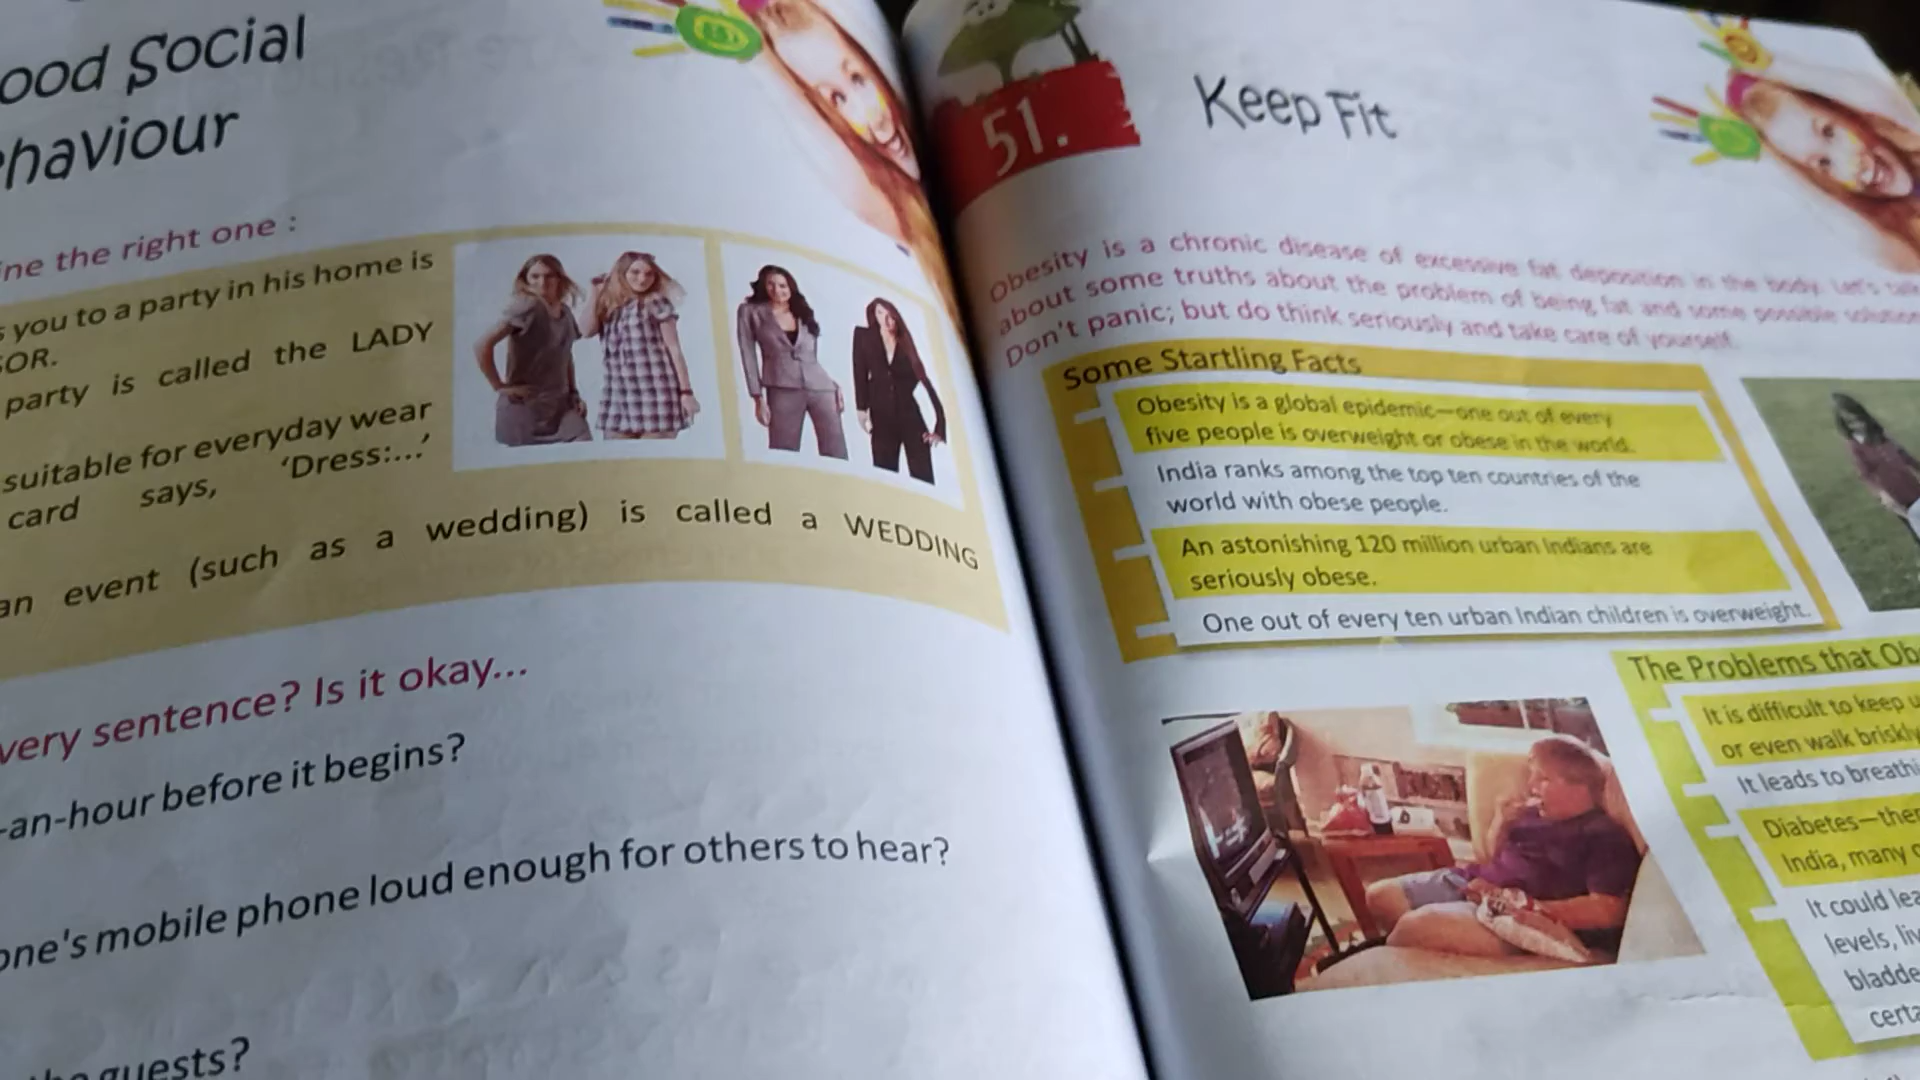 ood Social
haviour
ine the right one :
you to a party in his home is
OR.
party is called the LADY
suitable for everyday wear
card says, ‘Dress:...’
an event (such as a wedding) is called a WEDDING
very sentence? Is it okay...
-an-hour before it begins?
one's mobile phone loud enough for others to hear?
guests?
51.
Keep Fit
Obesity is a chronic disease of excessive fat deposition in the body. Let's talk
about some truths about the problem of being fat and some possible solution
Don't panic; but do think seriously and take care of yourself.
Some Startling Facts
Obesity is a global epidemic—one out of every
five people is overweight or obese in the world.
India ranks among the top ten countries of the
world with obese people.
An astonishing 120 million urban Indians are
seriously obese.
One out of every ten urban Indian children is overweight.
The Problems that Ob
It is difficult to keep u
or even walk briskly
It leads to breathi
Diabetes—ther
India, many
It could lea
levels, liv
bladde
certa